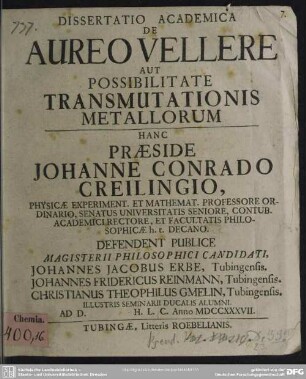 777.
7.
DISSERTATIO ACADEMICA
DE
AUREO VELLERE
AUT
POSSIBILITATE
TRANSMUTATIONIS
METALLORUM
HANC
PRÆSIDE
JOHANNE CONRADO
CREILINGIO,
PHYSICÆ EXPERIMENT. ET MATHEMAT. PROFESSORE OR-
DINARIO, SENATUS UNIVERSITATIS SENIORE, CONTUB.
ACADEMICI RECTORE, ET FACULTATIS PHILO-
SOPHICÆ h. t. DECANO.
DEFENDENT PUBLICE
MAGISTERII PHILOSOPHICI CANDIDATI,
JOHANNES JACOBUS ERBE, Tubingensis.
JOHANNES FRIDERICUS REINMANN, Tubingensis.
CHRISTIANUS THEOPHILUS GMELIN, Tubingensis.
ILLUSTRIS SEMINARII DUCALIS ALUMNI.
AD D. H. L. C. Anno MDCCXXXVII.
TUBINGÆ, Litteris ROEBELIANIS.
Chemia.
400,16
DFG